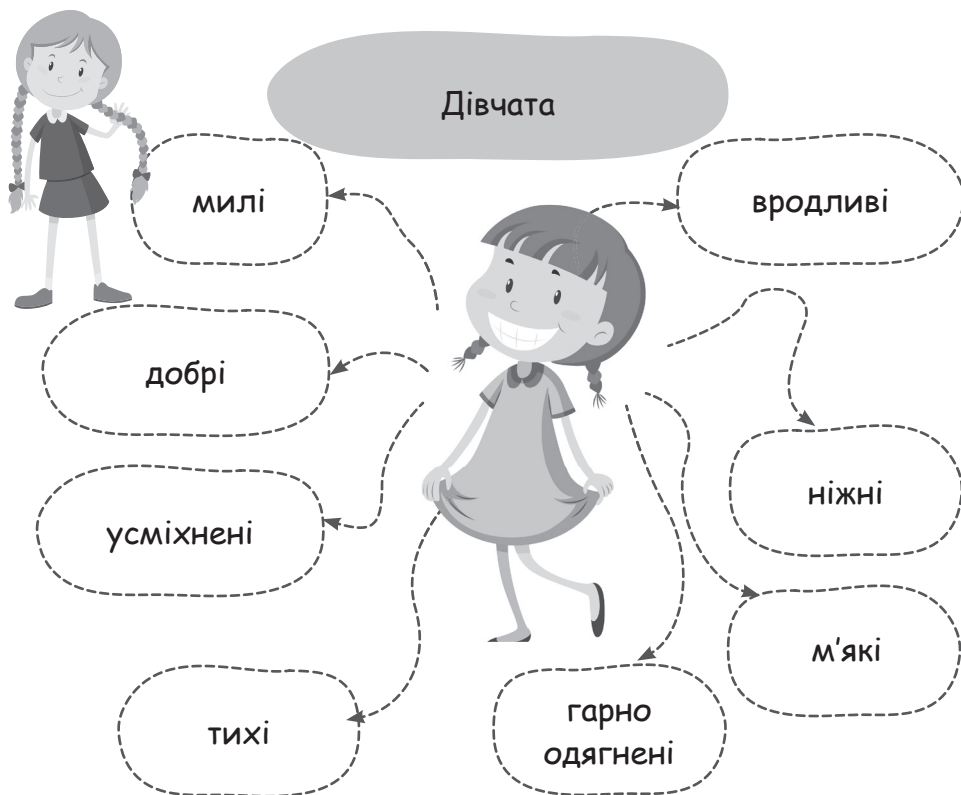 Дівчата
милі
вродливі
добрі
ніжні
усміхнені
м'які
тихі
гарно
одягнені